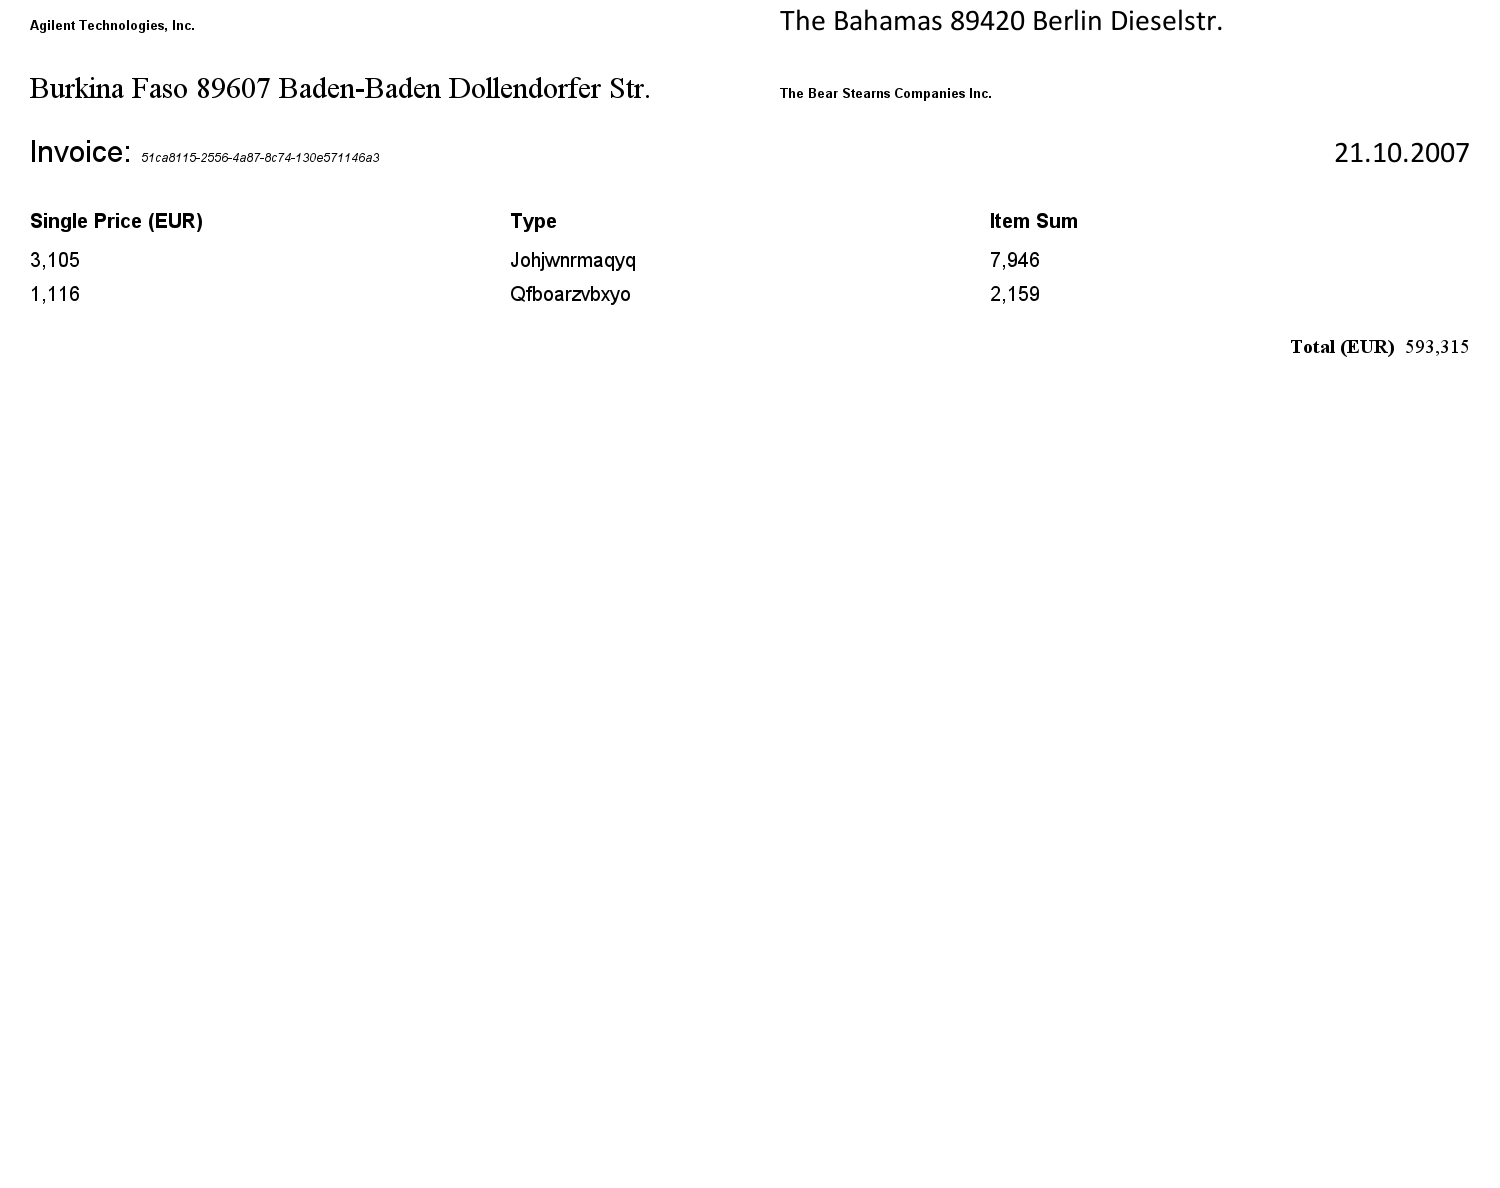 Agilent Technologies, Inc.
The Bahamas 89420 Berlin Dieselstr.
Burkina Faso 89607 Baden-Baden Dollendorfer Str.
The Bear Stearns Companies Inc.
Invoice: 51ca8115-2556-4a87-8c74-130e571146a3
21.10.2007
Single Price (EUR) Type Item Sum
3,105 Johjwnrmaqyq 7,946
1,116 Qfboarzvbxyo 2,159
Total (EUR) 593,315